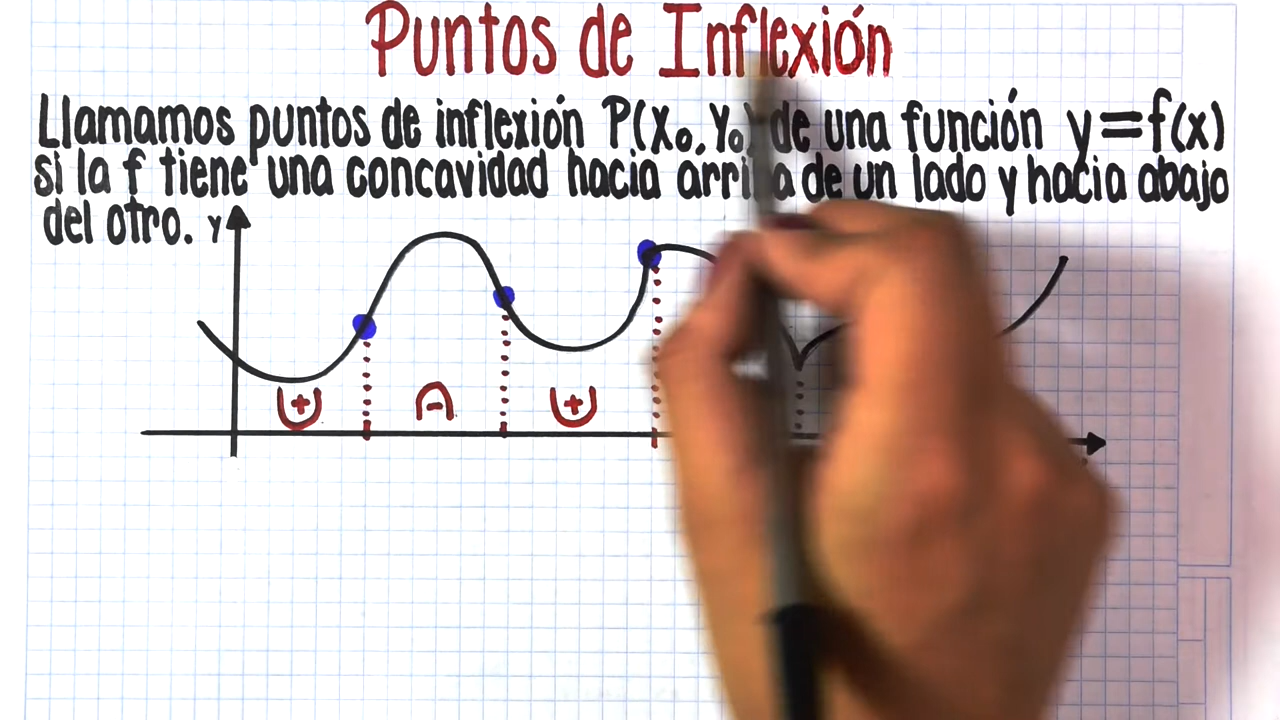 Puntos de Inflexión
Llamamos puntos de inflexión P(x₀, y₀) de una función y=f(x)
si la f tiene una concavidad hacia arriba de un lado y hacia abajo
del otro.
y
+ - +